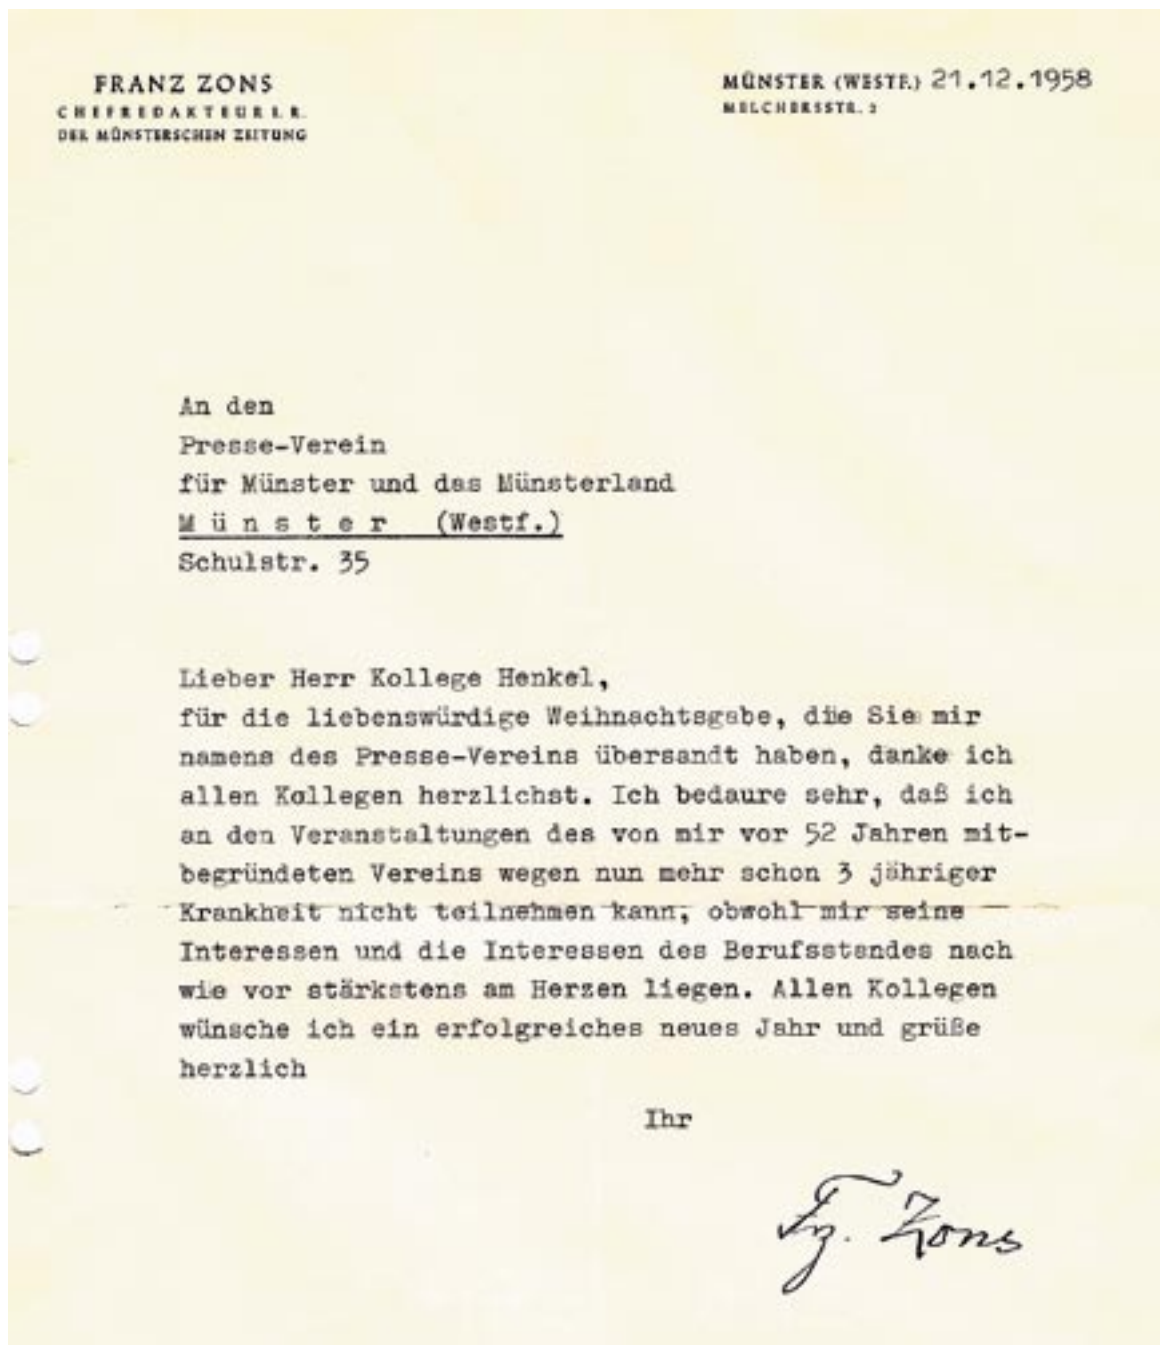 FRANZ ZONS
CHEFREDAKTEUR I. R.
DER MÜNSTERSCHEN ZEITUNG
MÜNSTER (WESTF.) 21.12.1958
MELCHERSSTR. 2
An den
Presse-Verein
für Münster und das Münsterland
M ü n s t e r (Westf.)
Schulstr. 35
Lieber Herr Kollege Henkel,
für die liebenswürdige Weihnachtsgabe, die Sie mir
namens des Presse-Vereins übersandt haben, danke ich
allen Kollegen herzlichst. Ich bedaure sehr, daß ich
an den Veranstaltungen des von mir vor 52 Jahren mit-
begründeten Vereins wegen nun mehr schon 3 jähriger
Krankheit nicht teilnehmen kann, obwohl mir seine
Interessen und die Interessen des Berufsstandes nach
wie vor stärkstens am Herzen liegen. Allen Kollegen
wünsche ich ein erfolgreiches neues Jahr und grüße
herzlich
Ihr
Fz. Zons